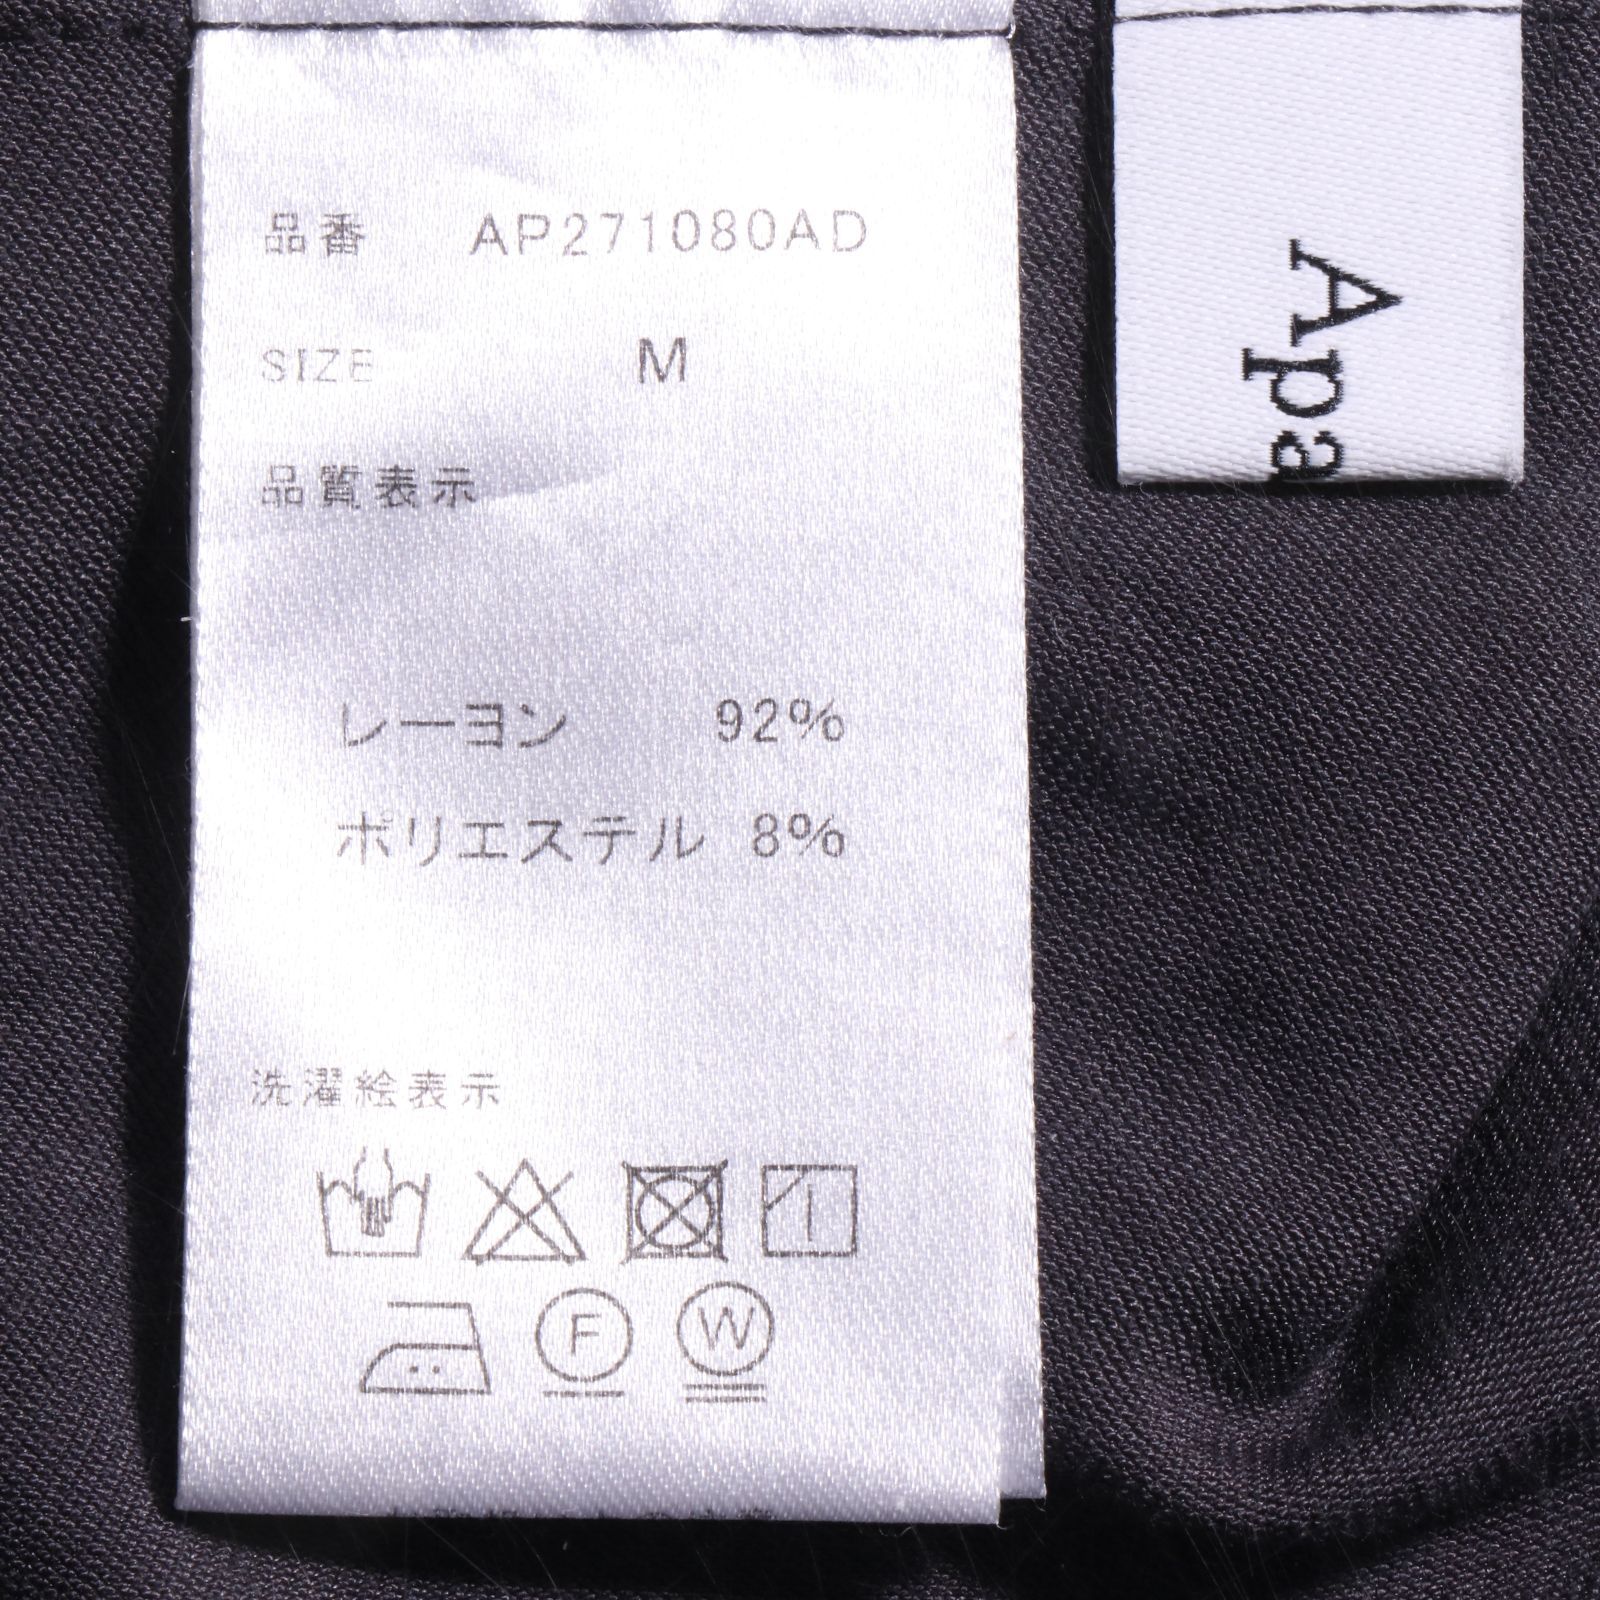 品番 AP271080AD
SIZE M
品質表示
レーヨン 92%
ポリエステル 8%
洗濯絵表示
F W
Apa